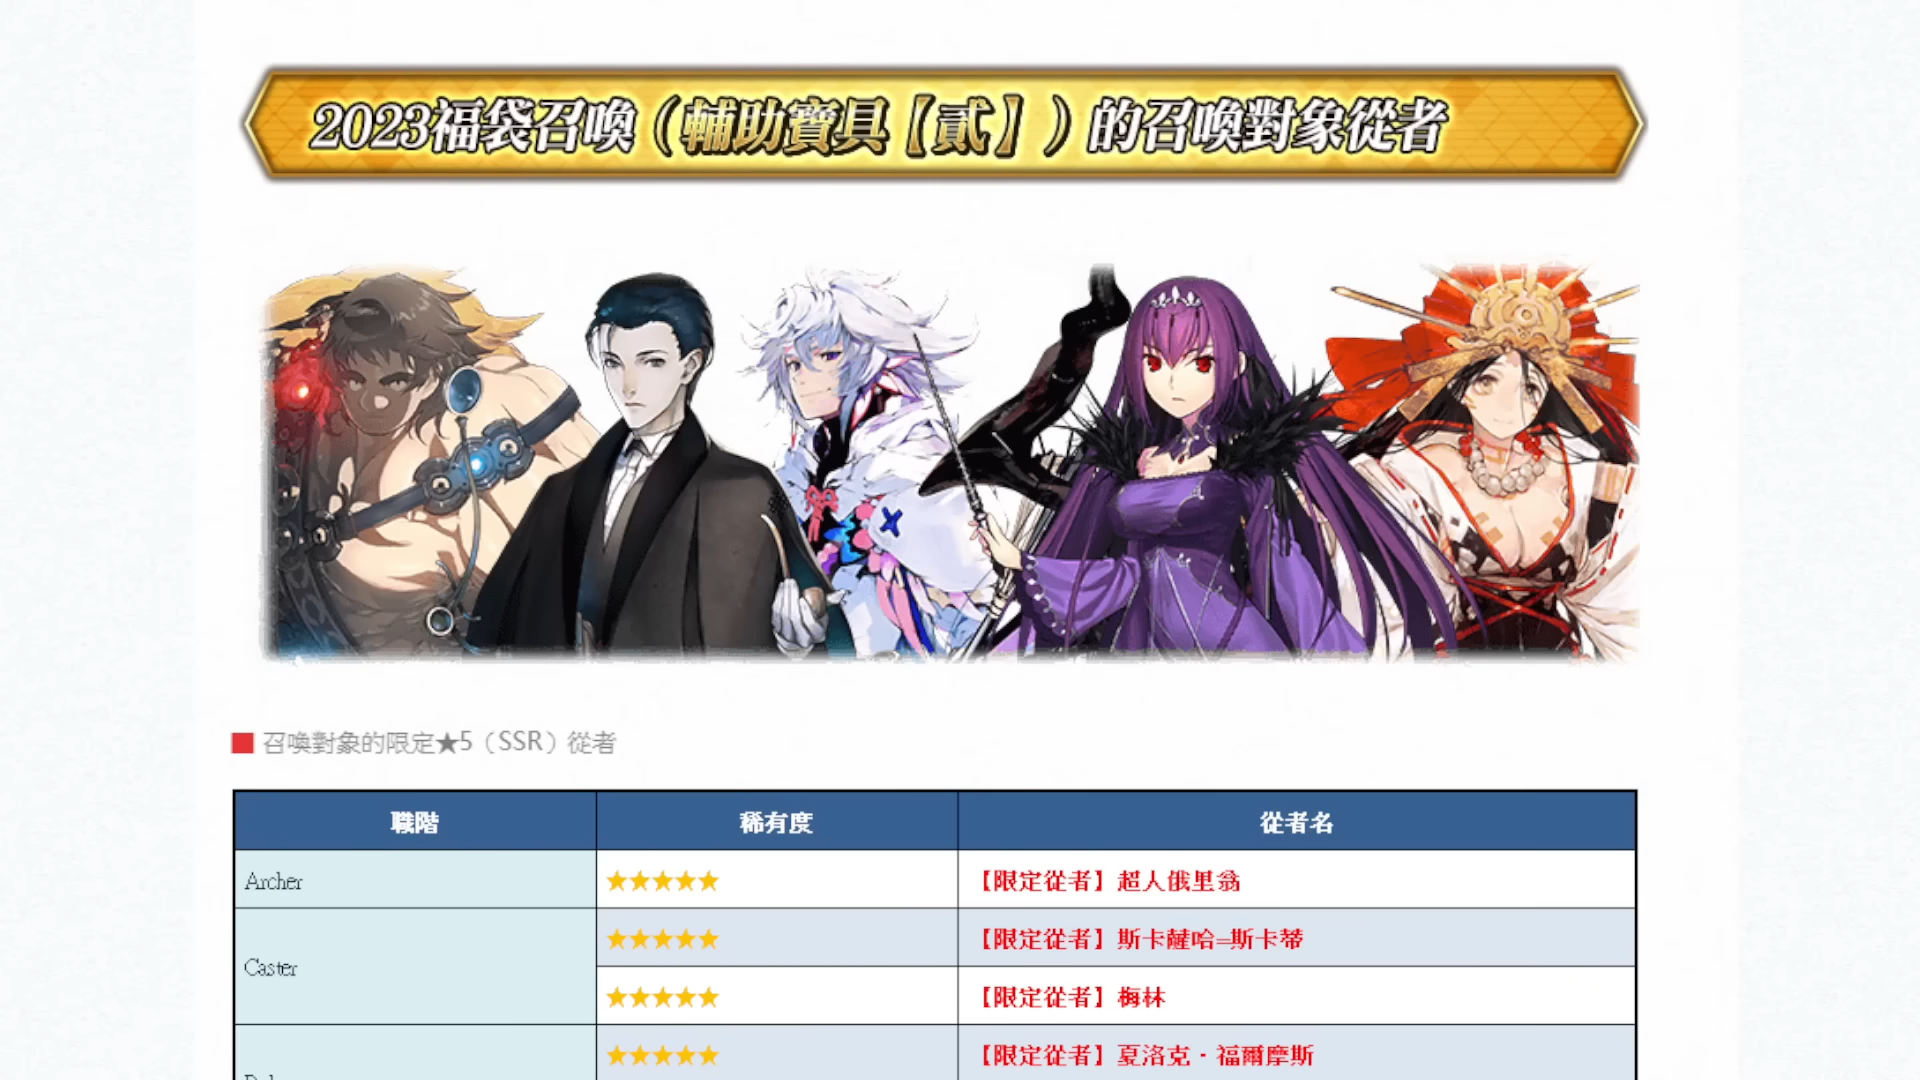 2023福袋召喚（輔助寶具【貳】）的召喚對象從者
召喚對象的限定★5（SSR）從者
職階 稀有度 從者名
Archer ★★★★★ 【限定從者】超人俄里翁
Caster ★★★★★ 【限定從者】斯卡薩哈=斯卡蒂
★★★★★ 【限定從者】梅林
★★★★★ 【限定從者】夏洛克・福爾摩斯